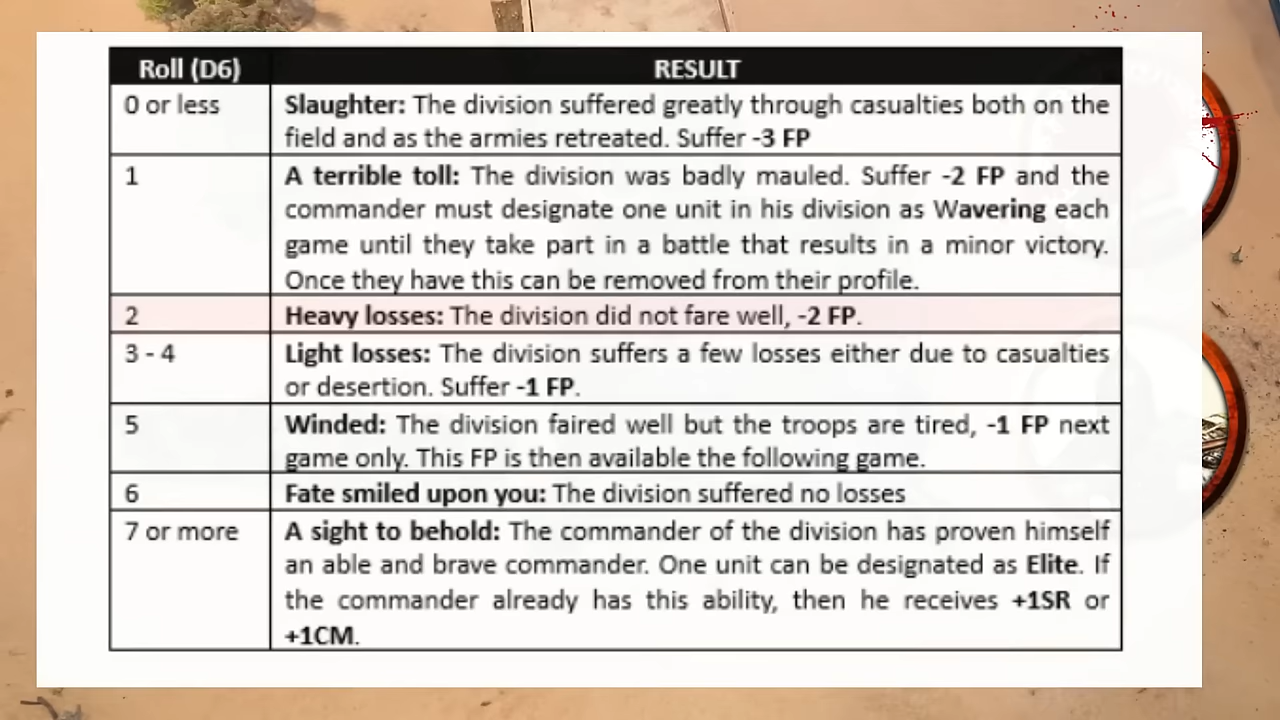 Roll (D6) RESULT
0 or less Slaughter: The division suffered greatly through casualties both on the
field and as the armies retreated. Suffer -3 FP
1 A terrible toll: The division was badly mauled. Suffer -2 FP and the
commander must designate one unit in his division as Wavering each
game until they take part in a battle that results in a minor victory.
Once they have this can be removed from their profile.
2 Heavy losses: The division did not fare well, -2 FP.
3 - 4 Light losses: The division suffers a few losses either due to casualties
or desertion. Suffer -1 FP.
5 Winded: The division faired well but the troops are tired, -1 FP next
game only. This FP is then available the following game.
6 Fate smiled upon you: The division suffered no losses
7 or more A sight to behold: The commander of the division has proven himself
an able and brave commander. One unit can be designated as Elite. If
the commander already has this ability, then he receives +1SR or
+1CM.